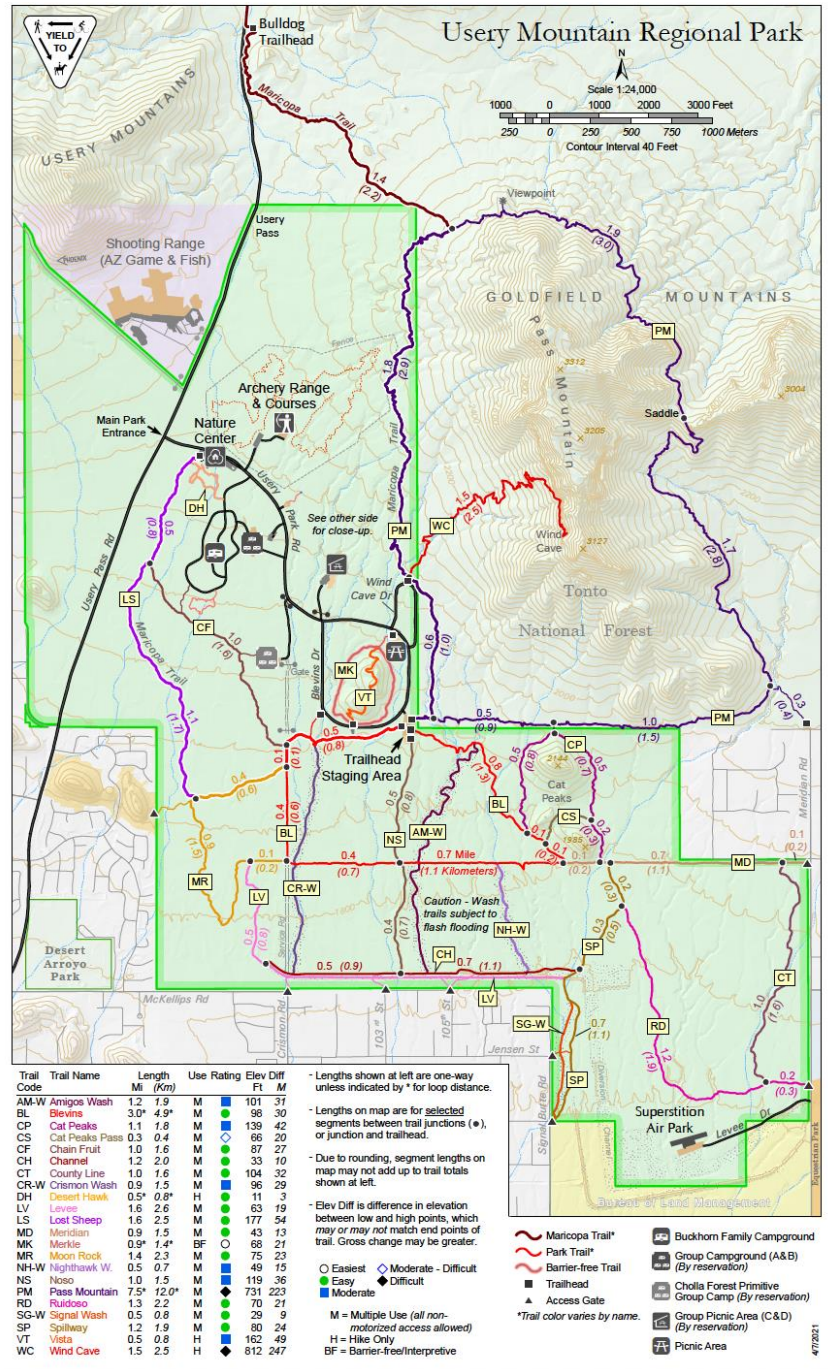 YIELD
TO
Bulldog
Trailhead
Usery Mountain Regional Park
N
Scale 1:24,000
1000 0 1000 2000 3000 Feet
250 0 250 500 750 1000 Meters
Contour Interval 40 Feet
USERY MOUNTAINS
Maricopa Trail
1.4
(2.2)
Viewpoint
1.9
(3.0)
Usery
Pass
Shooting Range
(AZ Game & Fish)
PHOENIX
GOLDFIELD MOUNTAINS
Pass Mountain
PM
3312
3004
3205
Saddle
Fence
1.8
(2.9)
Archery Range
& Courses
Main Park
Entrance
Nature
Center
Maricopa Trail
Usery Park Rd
DH
0.5
(0.8)
See other side
for close-up.
PM
WC
1.5
(2.5)
Wind
Cave
3127
1.7
(2.8)
Usery Pass Rd
Wind
Cave Dr
Tonto
National Forest
LS
CF
1.0
(1.6)
Maricopa Trail
0.6
(1.0)
Gate
Blevins Dr
MK
VT
1.1
(1.7)
0.3
(0.4)
0.5
(0.9)
1.0
(1.5)
PM
0.5
(0.8)
Trailhead
Staging Area
0.1
(0.1)
0.4
(0.6)
0.8
(1.3)
0.5
(0.8)
CP
(0.7)
0.5
2144
Cat
Peaks
Meridian Rd
0.4
(0.6)
0.5
(0.8)
BL
CS
0.2
(0.3)
1985
0.9
(1.5)
BL
NS
AM-W
0.1
(0.2)
0.1
(0.2)
0.1
(0.2)
0.4
(0.7)
0.7 Mile
(1.1 Kilometers)
0.1
(0.2)
0.7
(1.1)
MD
0.1
(0.2)
MR
LV
CR-W
Caution - Wash
trails subject to
flash flooding
NH-W
0.2
(0.3)
0.3
(0.5)
0.5
(0.8)
Service Rd
0.4
(0.7)
SP
Desert
Arroyo
Park
CH
0.5 (0.9)
0.7 (1.1)
LV
CT
McKellips Rd
Crismon Rd
103rd St
105th St
SG-W
0.7
(1.1)
RD
1.0
(1.6)
Jensen St
Signal Butte Rd
SP
Diversion Channel
1.2
(1.9)
0.2
(0.3)
Superstition
Air Park
Levee Dr
Equestrian Park
Bureau of Land Management
Trail Trail Name Length Use Rating Elev Diff
Code Mi (Km) Ft M
AM-W Amigos Wash 1.2 1.9 M 101 31
BL Blevins 3.0* 4.9* M 98 30
CP Cat Peaks 1.1 1.8 M 139 42
CS Cat Peaks Pass 0.3 0.4 M 66 20
CF Chain Fruit 1.0 1.6 M 87 27
CH Channel 1.2 2.0 M 33 10
CT County Line 1.0 1.6 M 104 32
CR-W Crismon Wash 0.9 1.5 M 96 29
DH Desert Hawk 0.5* 0.8* H 11 3
LV Levee 1.6 2.6 M 63 19
LS Lost Sheep 1.6 2.5 M 177 54
MD Meridian 0.9 1.5 M 43 13
MK Merkle 0.9* 1.4* BF 68 21
MR Moon Rock 1.4 2.3 M 75 23
NH-W Nighthawk W. 0.5 0.7 M 49 15
NS Noso 1.0 1.5 M 119 36
PM Pass Mountain 7.5* 12.0* M 731 223
RD Ruidoso 1.3 2.2 M 70 21
SG-W Signal Wash 0.5 0.8 M 29 9
SP Spillway 1.2 1.9 M 80 24
VT Vista 0.5 0.8 H 162 49
WC Wind Cave 1.5 2.5 H 812 247
- Lengths shown at left are one-way
unless indicated by * for loop distance.
- Lengths on map are for selected
segments between trail junctions (●),
or junction and trailhead.
- Due to rounding, segment lengths on
map may not add up to trail totals
shown at left.
- Elev Diff is difference in elevation
between low and high points, which
may or may not match end points of
trail. Gross change may be greater.
Easiest Moderate - Difficult
Easy Difficult
Moderate
M = Multiple Use (all non-
motorized access allowed)
H = Hike Only
BF = Barrier-free/Interpretive
Maricopa Trail*
Park Trail*
Barrier-free Trail
Trailhead
Access Gate
*Trail color varies by name.
Buckhorn Family Campground
Group Campground (A&B)
(By reservation)
Cholla Forest Primitive
Group Camp (By reservation)
Group Picnic Area (C&D)
(By reservation)
Picnic Area
4/7/2021